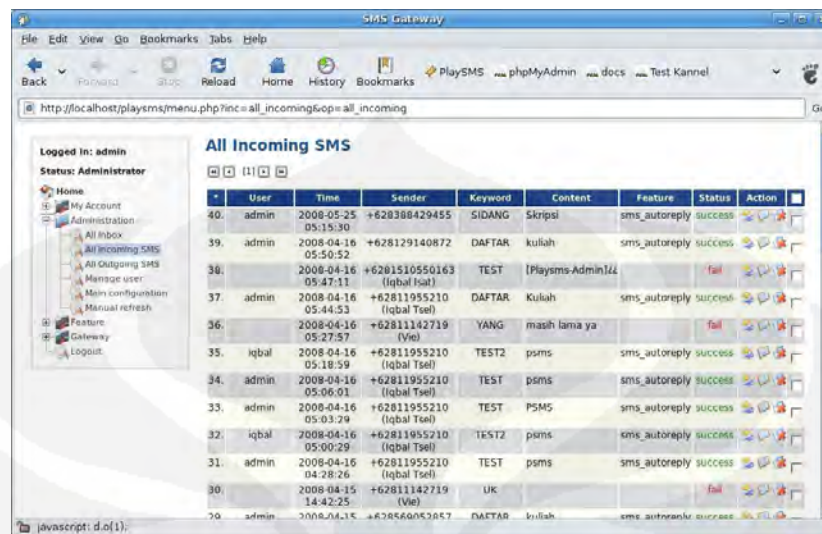 SMS Gateway
File Edit View Go Bookmarks Tabs Help
Back Forward Stop Reload Home History Bookmarks PlaySMS phpMyAdmin docs Test Kannel
http://localhost/playsms/menu.php?inc=all_incoming&op=all_incoming
Logged In: admin
Status: Administrator
Home
My Account
Administration
All Inbox
All Incoming SMS
All Outgoing SMS
Manage user
Main configuration
Manual refresh
Feature
Gateway
Logout
All Incoming SMS
[1]
* User Time Sender Keyword Content Feature Status Action
40. admin 2008-05-25 +628388429455 SIDANG Skripsi sms_autoreply success
05:15:30
39. admin 2008-04-16 +628129140872 DAFTAR kuliah sms_autoreply success
05:50:52
38. 2008-04-16 +6281510550163 TEST [Playsms-Admin] fail
05:47:11 (Iqbal Isat)
37. admin 2008-04-16 +62811955210 DAFTAR Kuliah sms_autoreply success
05:44:53 (Iqbal Tsel)
36. 2008-04-16 +62811142719 YANG masih lama ya fail
05:27:57 (Vie)
35. iqbal 2008-04-16 +62811955210 TEST2 psms sms_autoreply success
05:18:59 (Iqbal Tsel)
34. admin 2008-04-16 +62811955210 TEST psms sms_autoreply success
05:06:01 (Iqbal Tsel)
33. admin 2008-04-16 +62811955210 TEST PSMS sms_autoreply success
05:03:29 (Iqbal Tsel)
32. iqbal 2008-04-16 +62811955210 TEST2 psms sms_autoreply success
05:00:29 (Iqbal Tsel)
31. admin 2008-04-16 +62811955210 TEST psms sms_autoreply success
04:28:26 (Iqbal Tsel)
30. 2008-04-15 +62811142719 UK fail
14:42:25 (Vie)
29. admin 2008-04-15 +628569052857 DAFTAR kuliah sms_autoreply success
javascript: d.o(1);